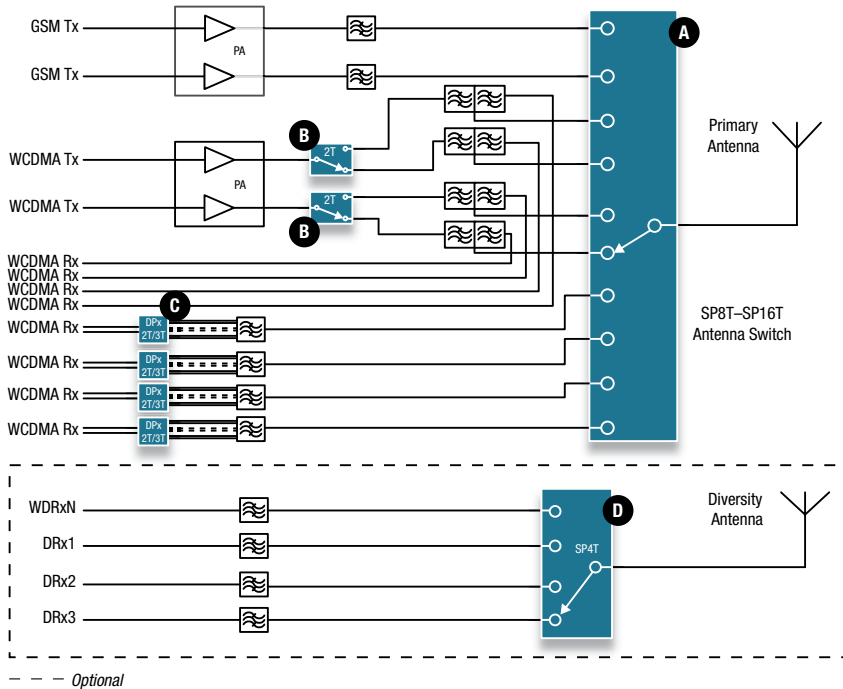 GSM Tx
A
PA
GSM Tx
Primary
Antenna
B
2T
WCDMA Tx
PA
WCDMA Tx
2T
B
WCDMA Rx
WCDMA Rx
WCDMA Rx
WCDMA Rx
C
SP8T–SP16T
Antenna Switch
WCDMA Rx
DPx
2T/3T
WCDMA Rx
DPx
2T/3T
WCDMA Rx
DPx
2T/3T
WCDMA Rx
DPx
2T/3T
WDRxN
D
Diversity
Antenna
DRx1
SP4T
DRx2
DRx3
Optional